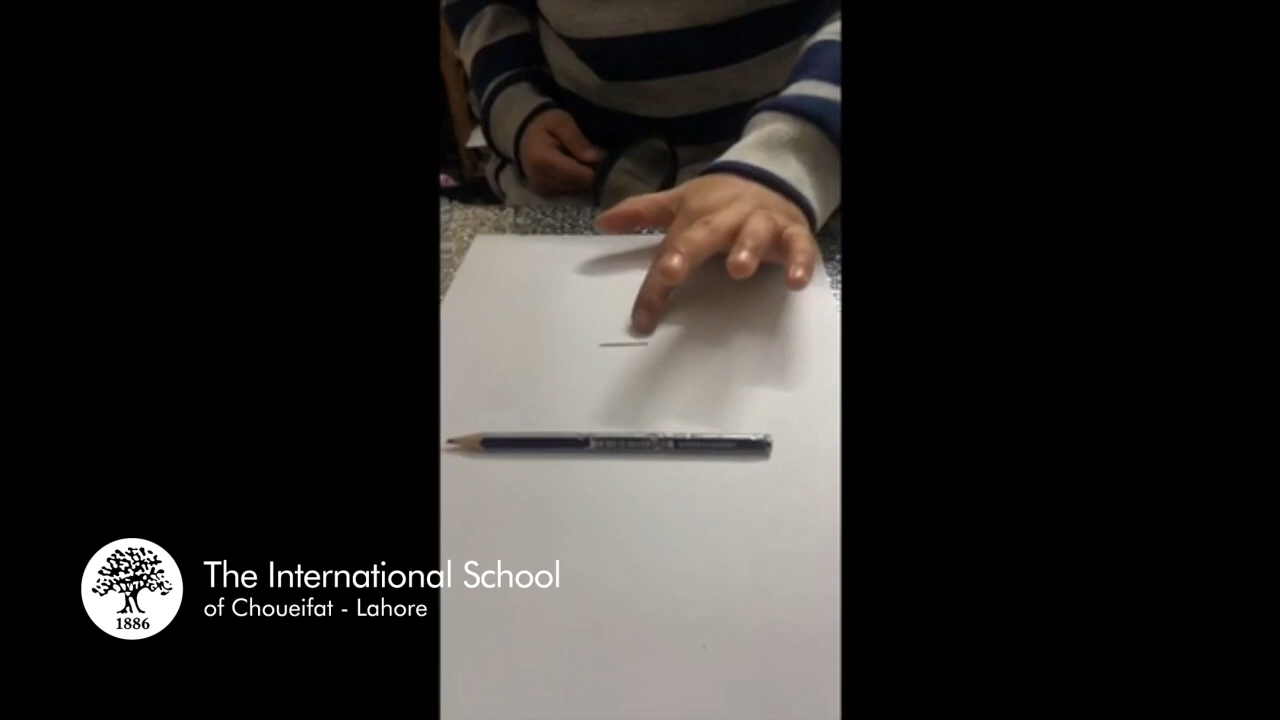 The International School
of Choueifat - Lahore
1886